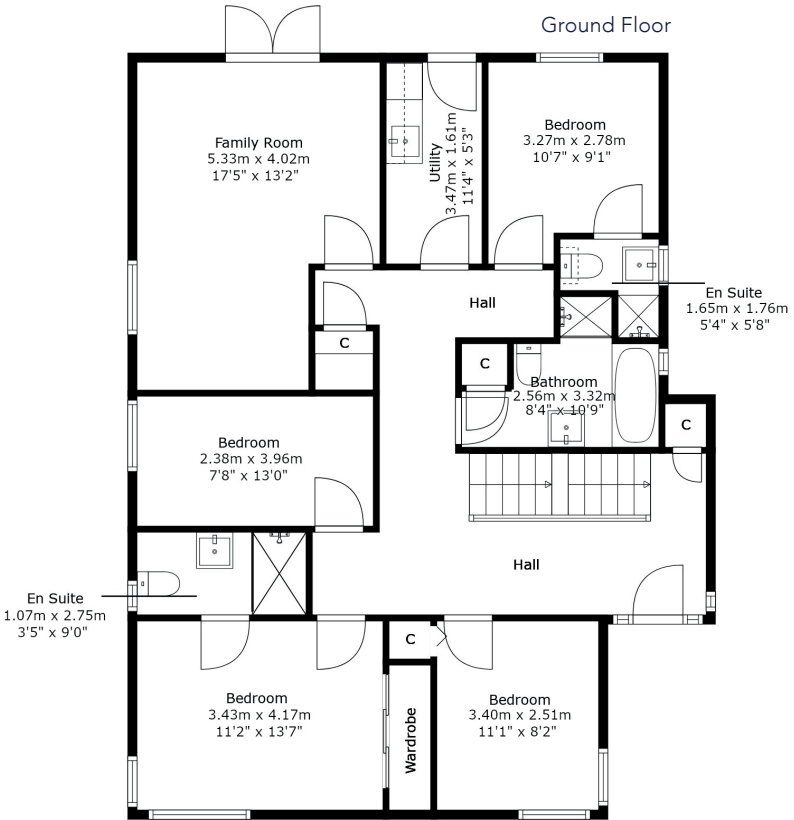 Ground Floor
Family Room
5.33m x 4.02m
17'5" x 13'2"
Utility
3.47m x 1.61m
11'4" x 5'3"
Bedroom
3.27m x 2.78m
10'7" x 9'1"
Hall
En Suite
1.65m x 1.76m
5'4" x 5'8"
C
C
Bathroom
2.56m x 3.32m
8'4" x 10'9"
C
Bedroom
2.38m x 3.96m
7'8" x 13'0"
Hall
En Suite
1.07m x 2.75m
3'5" x 9'0"
C
Bedroom
3.43m x 4.17m
11'2" x 13'7"
Wardrobe
Bedroom
3.40m x 2.51m
11'1" x 8'2"